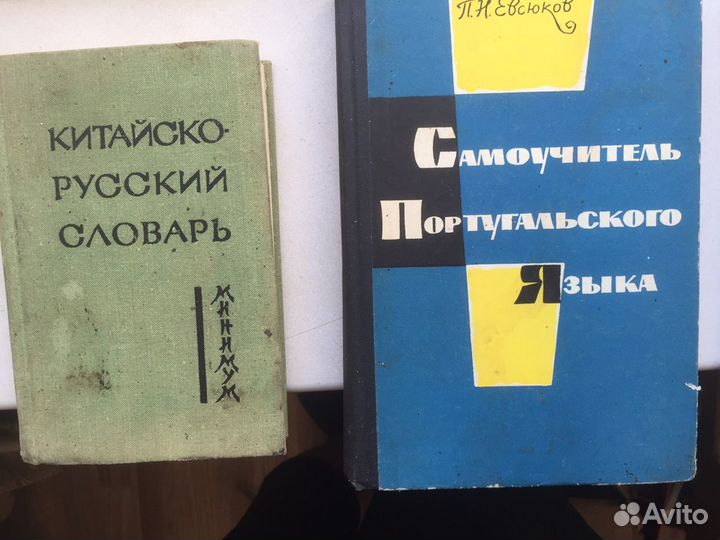 КИТАЙСКО-
РУССКИЙ
СЛОВАРЬ
МИНИМУМ
П.Н.Евсюков
САМОУЧИТЕЛЬ
ПОРТУГАЛЬСКОГО
ЯЗЫКА
Avito